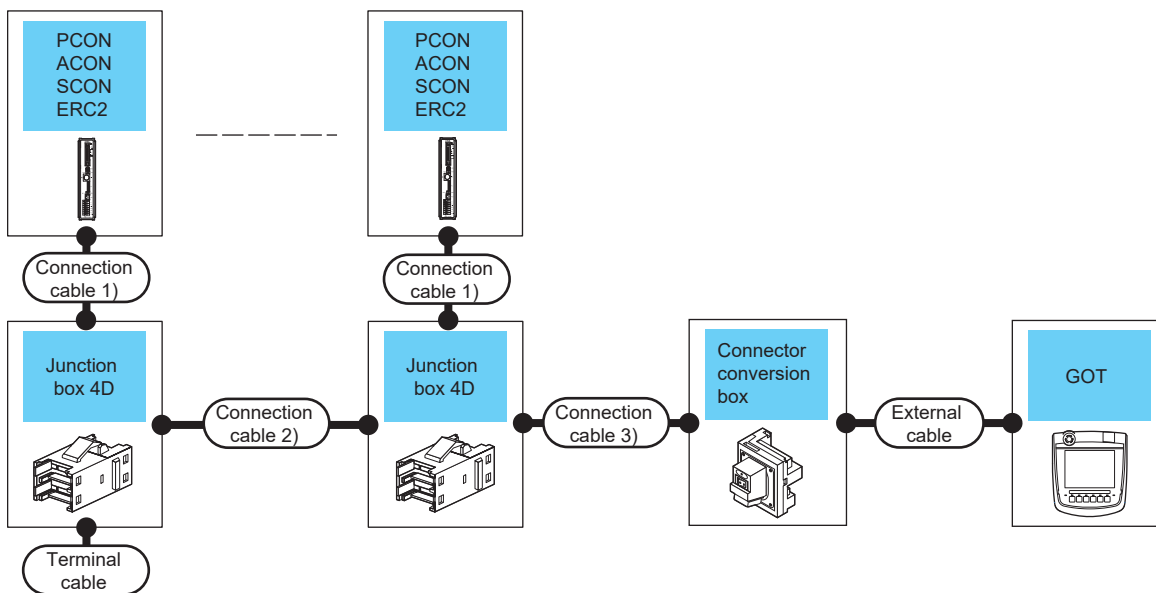 PCON
ACON
SCON
ERC2
PCON
ACON
SCON
ERC2
Connection
cable 1)
Connection
cable 1)
Junction
box 4D
Connection
cable 2)
Junction
box 4D
Connection
cable 3)
Connector
conversion
box
External
cable
GOT
Terminal
cable